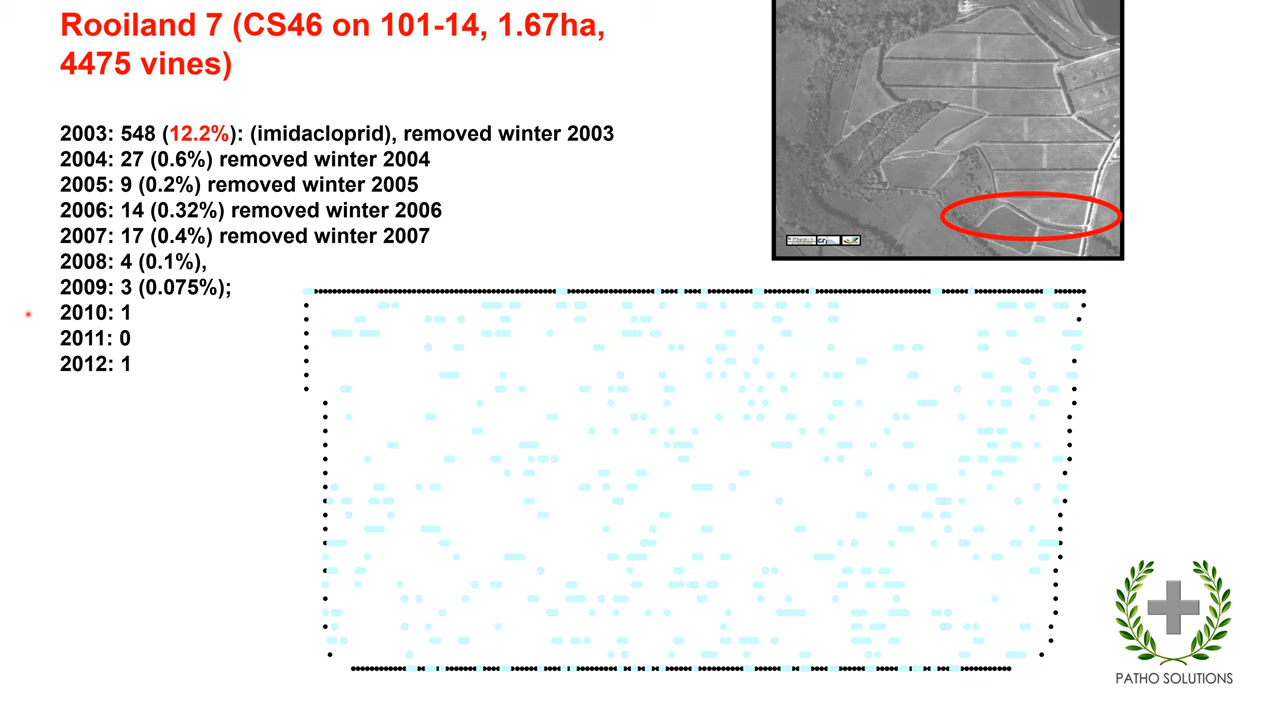 Rooiland 7 (CS46 on 101-14, 1.67ha,
4475 vines)
2003: 548 (12.2%): (imidacloprid), removed winter 2003
2004: 27 (0.6%) removed winter 2004
2005: 9 (0.2%) removed winter 2005
2006: 14 (0.32%) removed winter 2006
2007: 17 (0.4%) removed winter 2007
2008: 4 (0.1%),
2009: 3 (0.075%);
2010: 1
2011: 0
2012: 1
PATHO SOLUTIONS